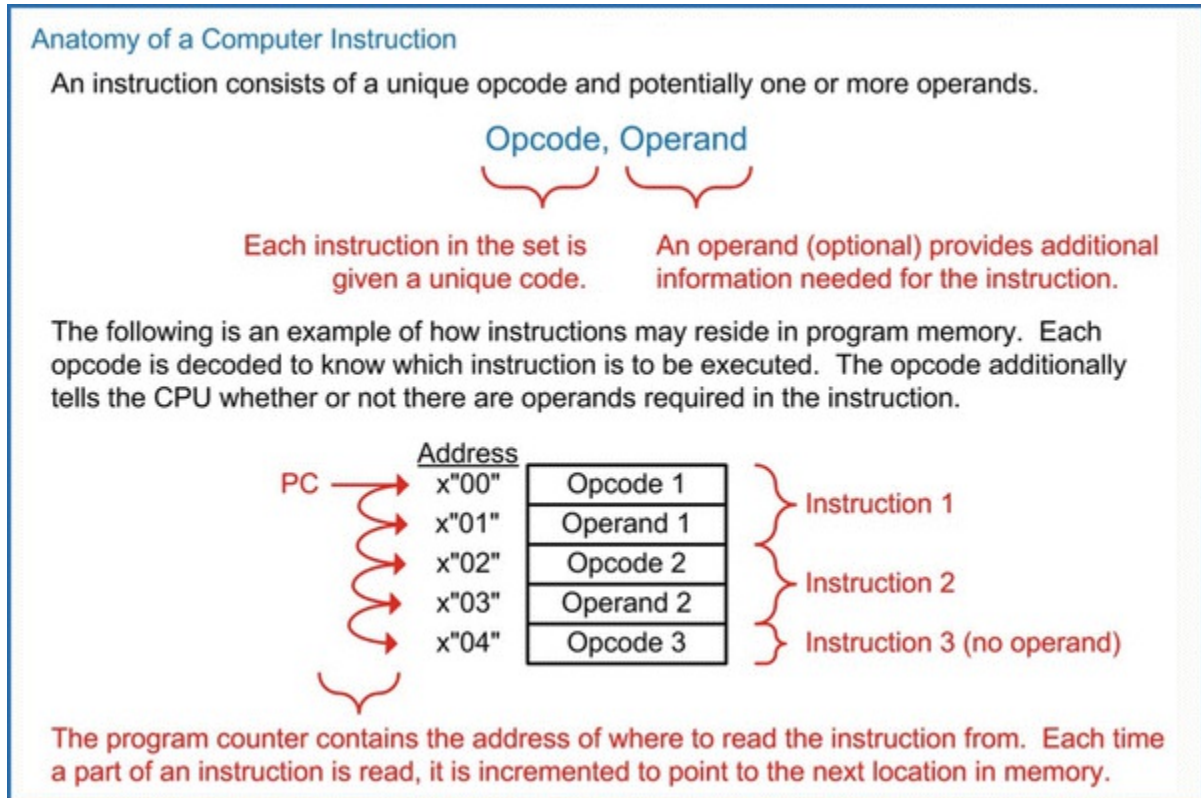 Anatomy of a Computer Instruction
An instruction consists of a unique opcode and potentially one or more operands.
Opcode, Operand
Each instruction in the set is
given a unique code.
An operand (optional) provides additional
information needed for the instruction.
The following is an example of how instructions may reside in program memory.  Each
opcode is decoded to know which instruction is to be executed.  The opcode additionally
tells the CPU whether or not there are operands required in the instruction.
Address
PC x"00" Opcode 1
x"01" Operand 1
Instruction 1
x"02" Opcode 2
x"03" Operand 2
Instruction 2
x"04" Opcode 3 Instruction 3 (no operand)
The program counter contains the address of where to read the instruction from.  Each time
a part of an instruction is read, it is incremented to point to the next location in memory.